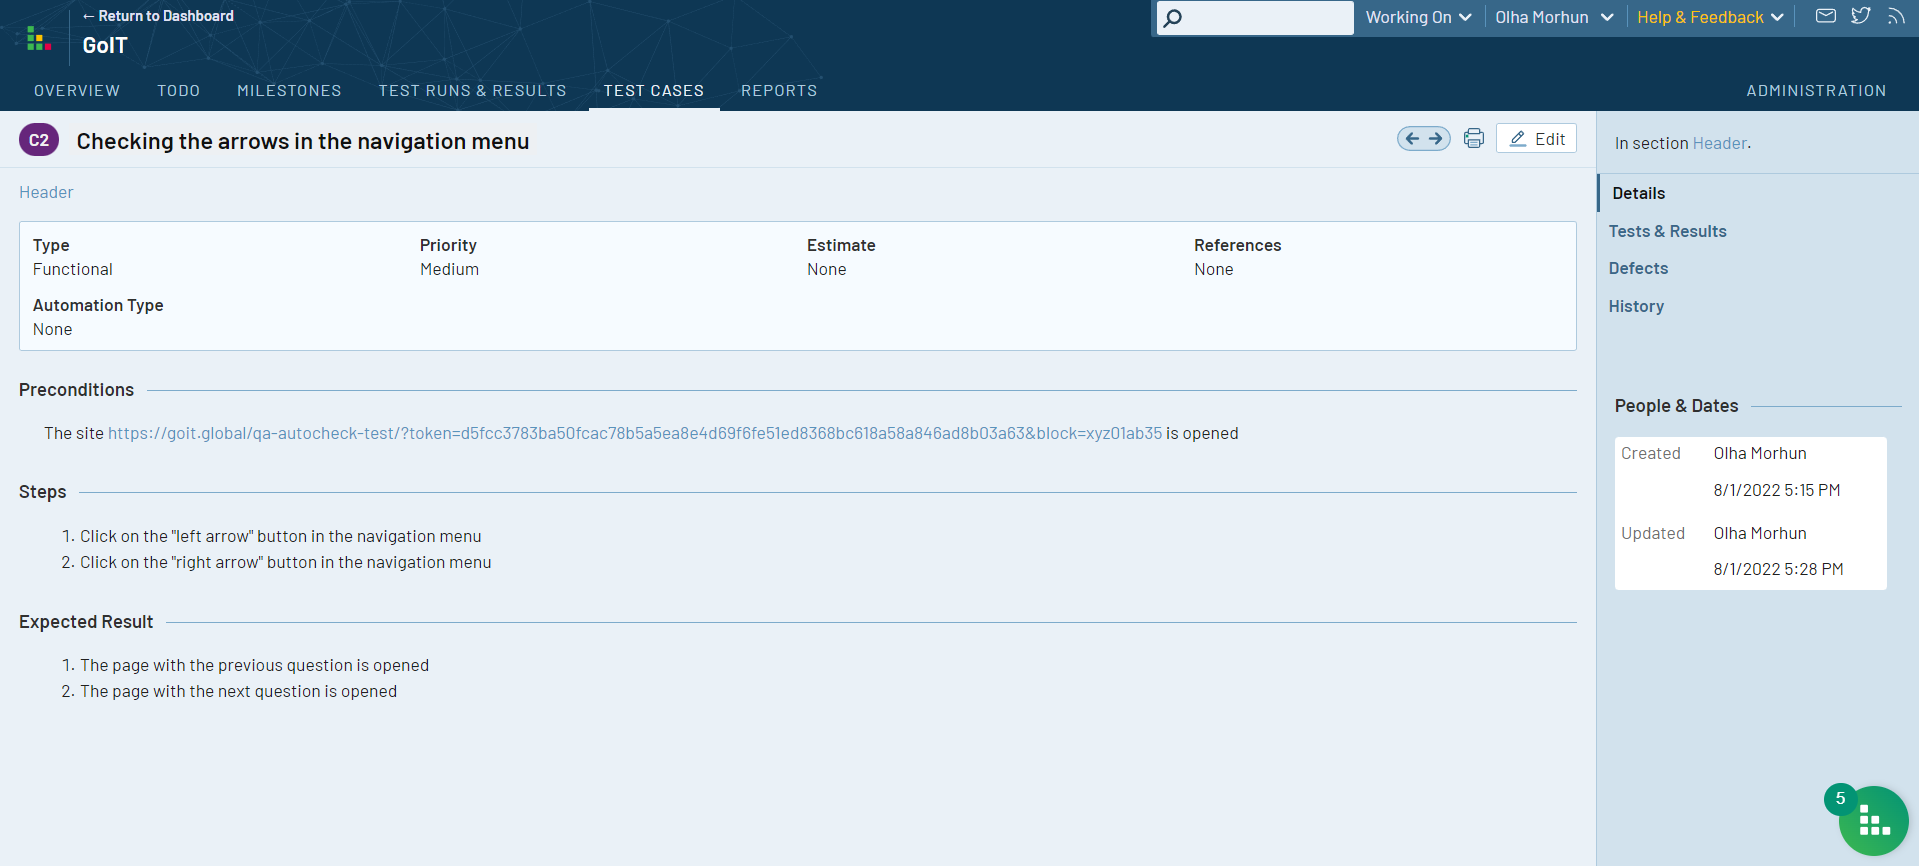 ← Return to Dashboard
GoIT
Working On
Olha Morhun
Help & Feedback
OVERVIEW
TODO
MILESTONES
TEST RUNS & RESULTS
TEST CASES
REPORTS
ADMINISTRATION
C2
Checking the arrows in the navigation menu
Edit
Header
Type
Priority
Estimate
References
Functional
Medium
None
None
Automation Type
None
Preconditions
The site https://goit.global/qa-autocheck-test/?token=d5fcc3783ba50fcac78b5a5ea8e4d69f6fe51ed8368bc618a58a846ad8b03a63&block=xyz01ab35 is opened
Steps
1. Click on the "left arrow" button in the navigation menu
2. Click on the "right arrow" button in the navigation menu
Expected Result
1. The page with the previous question is opened
2. The page with the next question is opened
In section Header.
Details
Tests & Results
Defects
History
People & Dates
Created Olha Morhun
8/1/2022 5:15 PM
Updated Olha Morhun
8/1/2022 5:28 PM
5